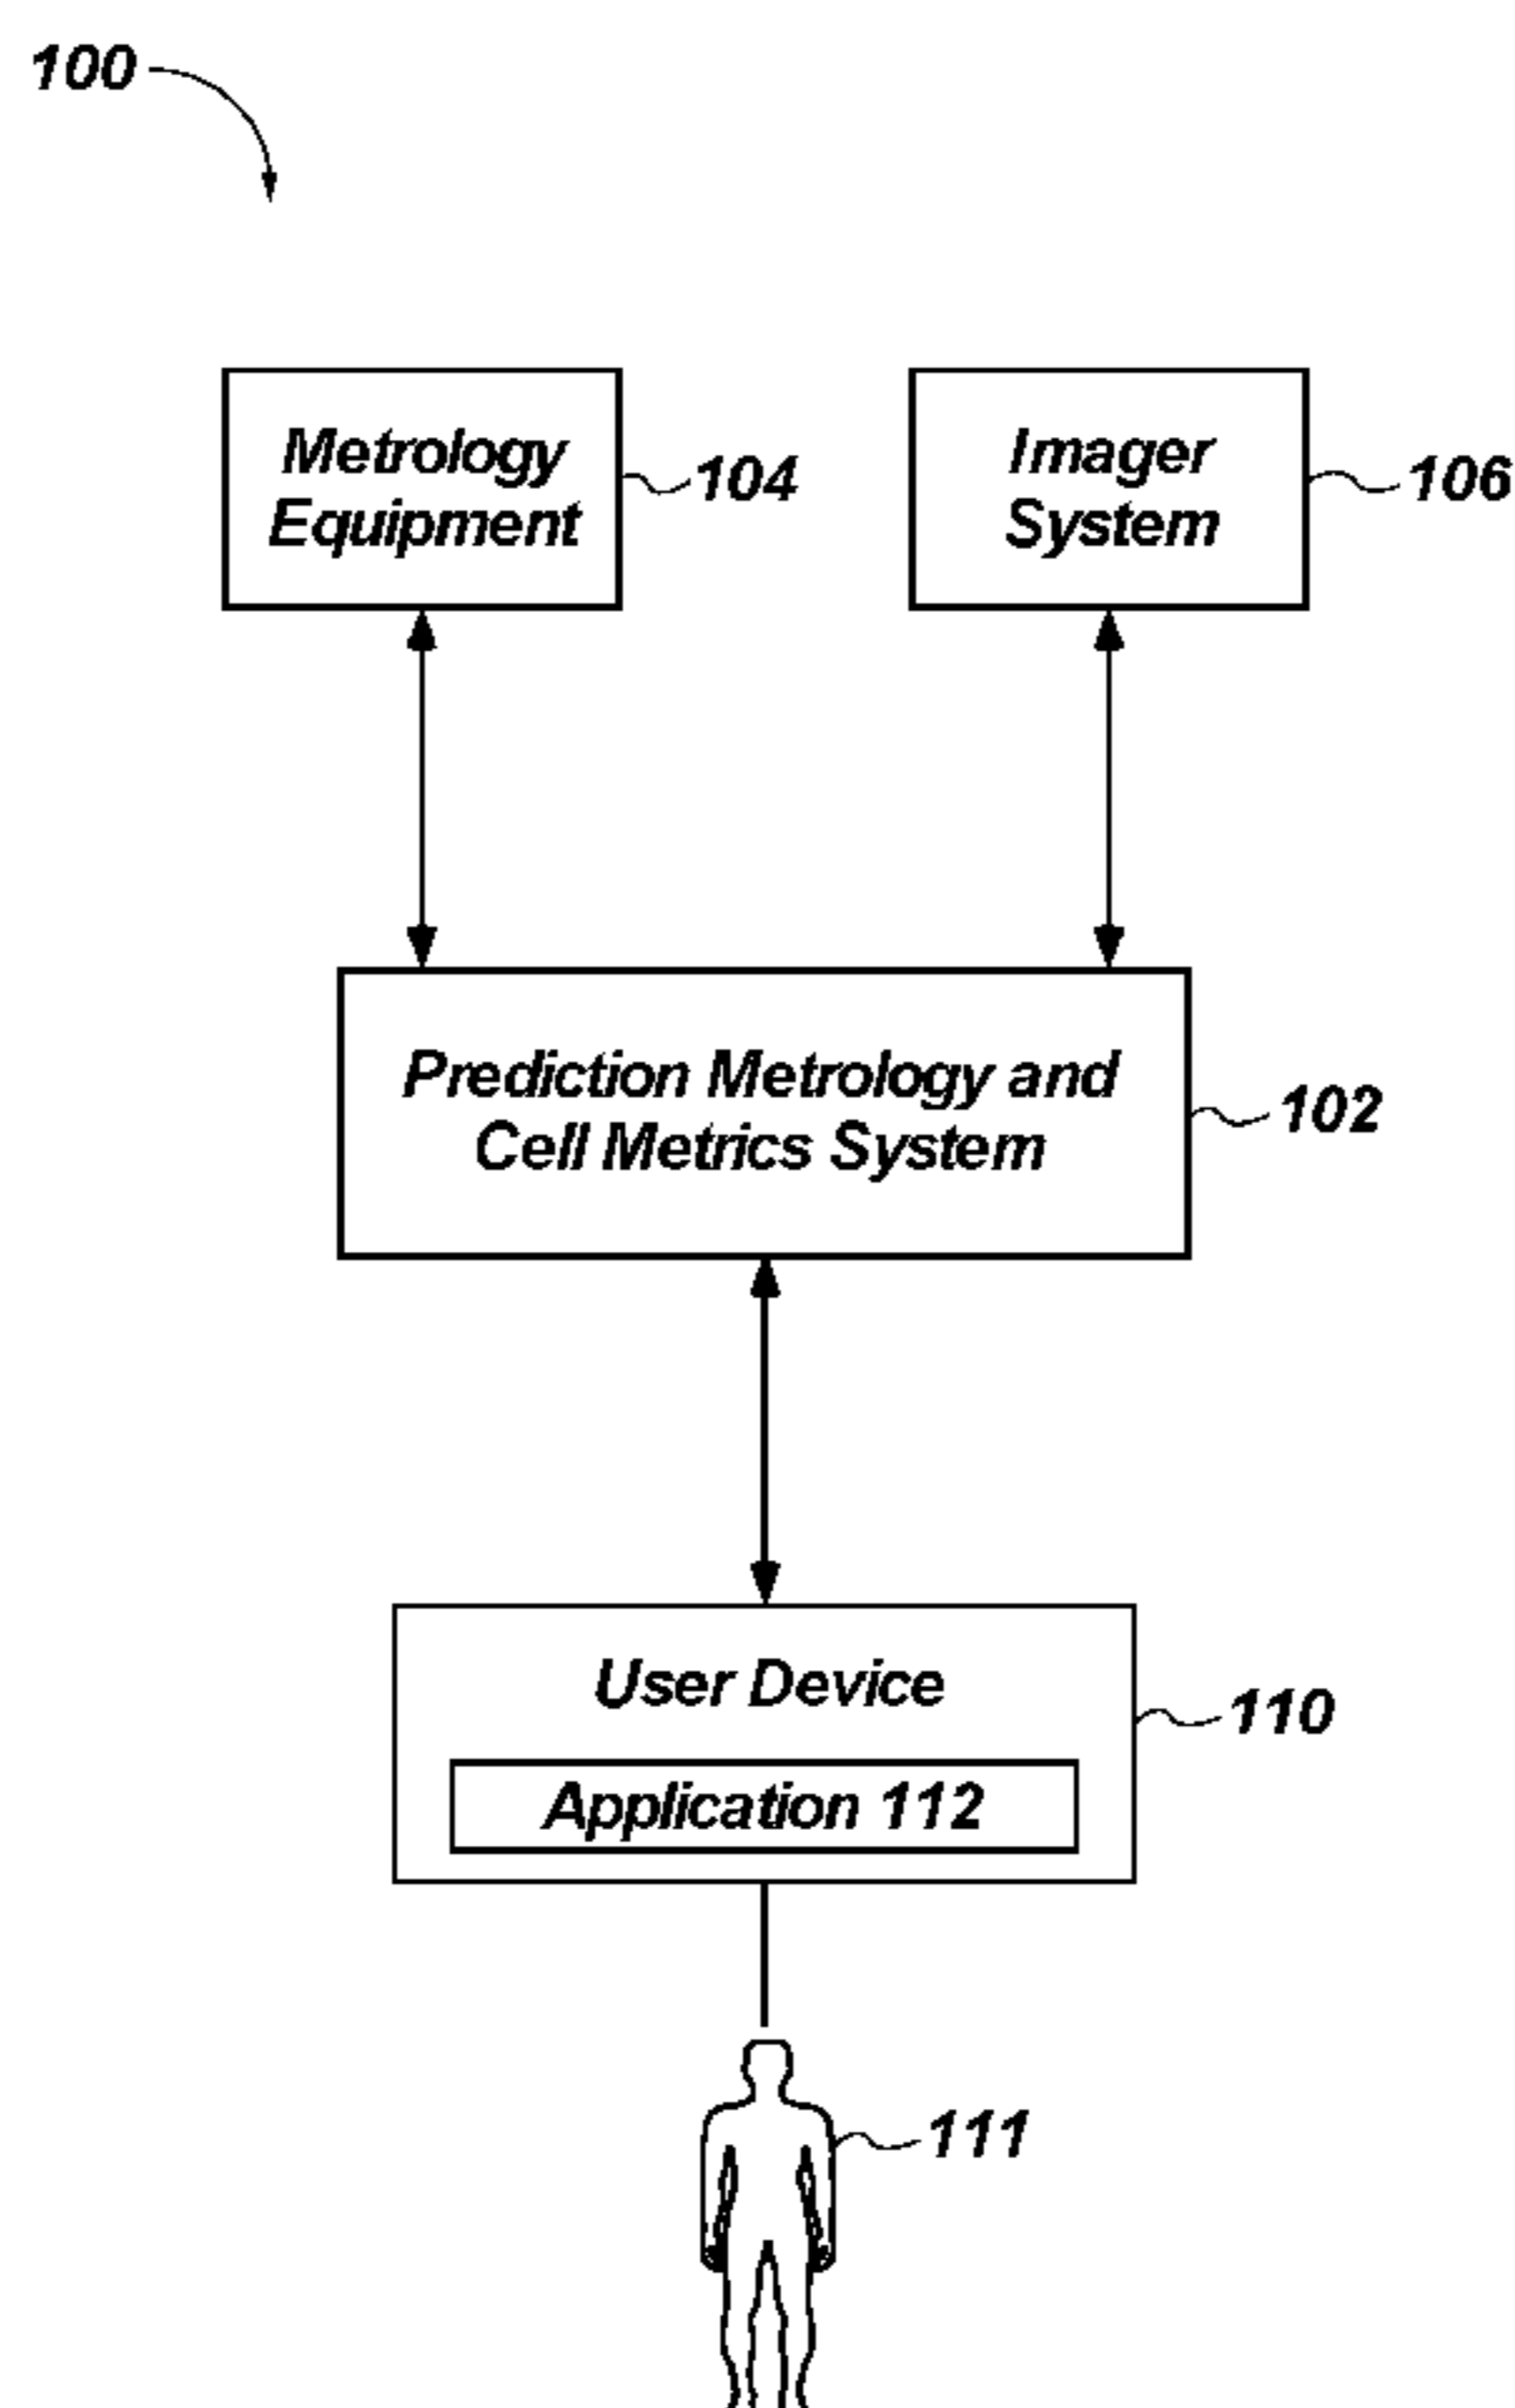 100
Metrology
Equipment
104
Imager
System
106
Prediction Metrology and
Cell Metrics System
102
User Device
110
Application 112
111